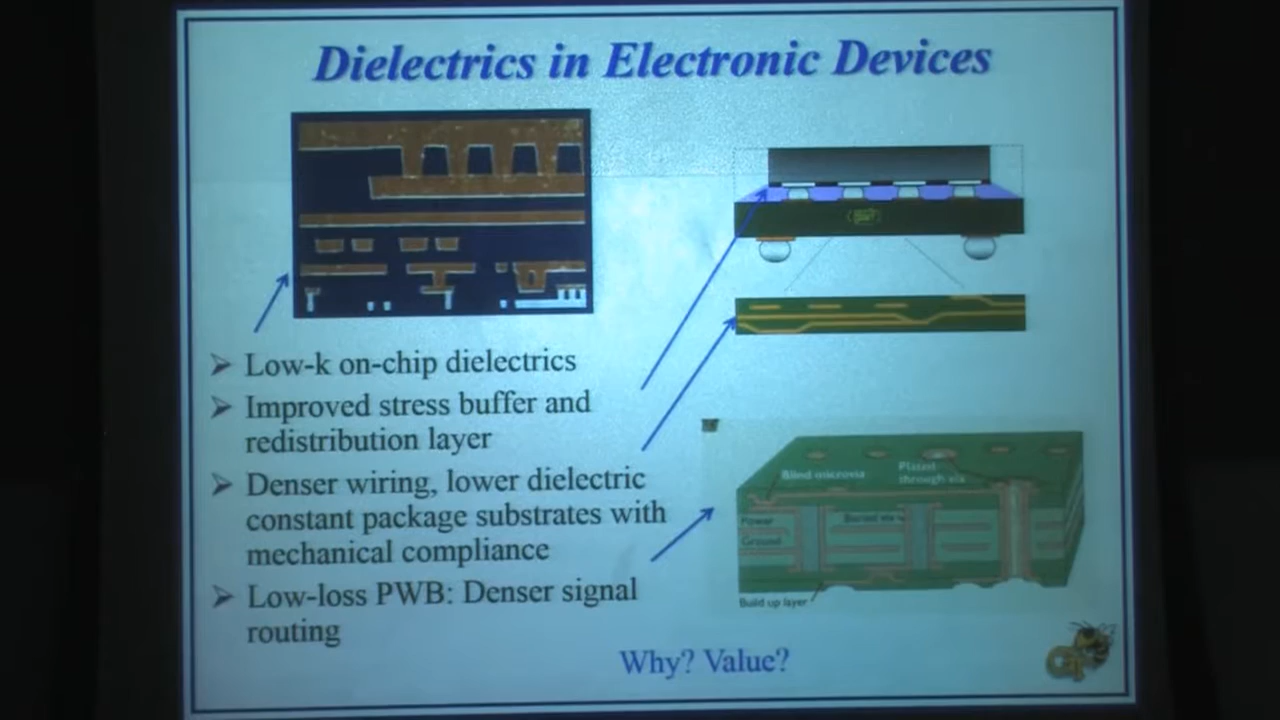 Dielectrics in Electronic Devices
Low-k on-chip dielectrics
Improved stress buffer and
redistribution layer
Denser wiring, lower dielectric
constant package substrates with
mechanical compliance
Low-loss PWB: Denser signal
routing
Blind microvia
Plated
through via
Power
Buried via
Ground
Build up layer
Why? Value?
GT